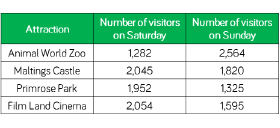 Attraction Number of visitors on Saturday Number of visitors on Sunday
Animal World Zoo 1,282 2,564
Maltings Castle 2,045 1,820
Primrose Park 1,952 1,325
Film Land Cinema 2,054 1,595